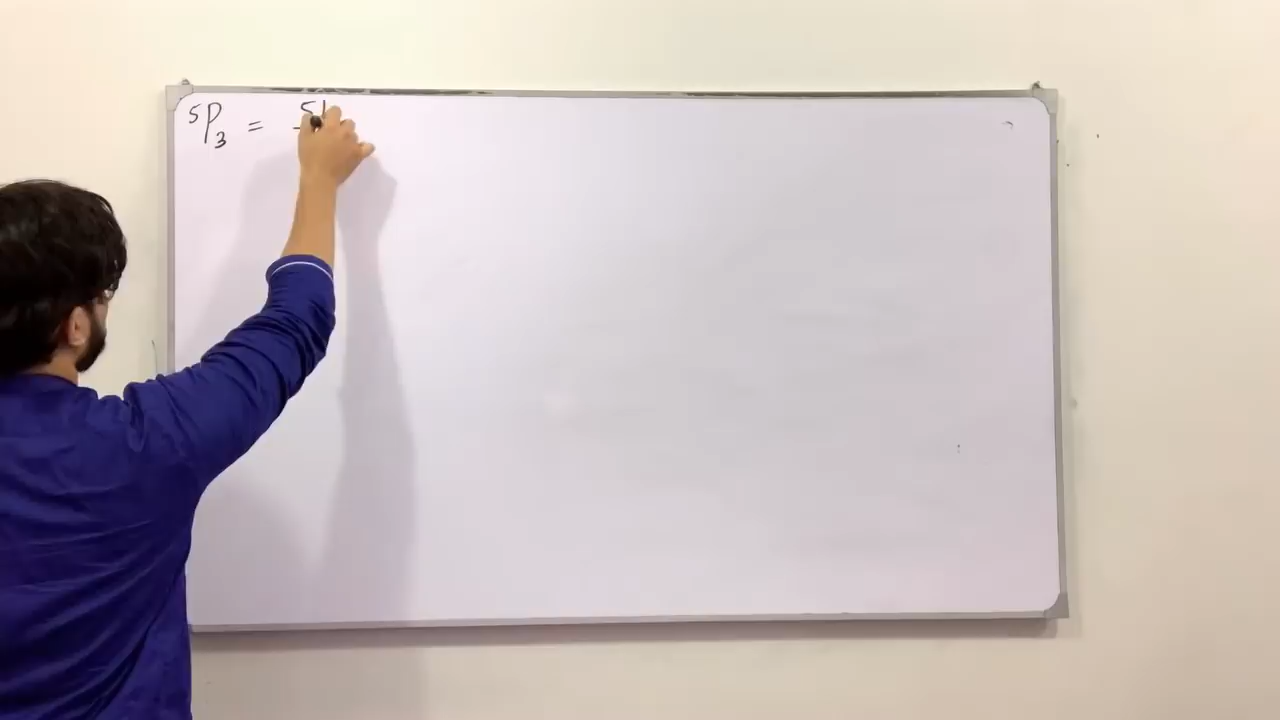 ⁵P₃ = 5!